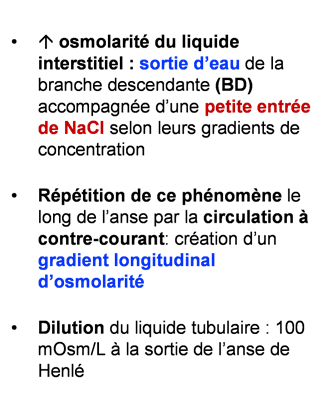 • ↑ osmolarité du liquide
interstitiel : sortie d'eau de la
branche descendante (BD)
accompagnée d'une petite entrée
de NaCl selon leurs gradients de
concentration
• Répétition de ce phénomène le
long de l'anse par la circulation à
contre-courant: création d'un
gradient longitudinal
d'osmolarité
• Dilution du liquide tubulaire : 100
mOsm/L à la sortie de l'anse de
Henlé